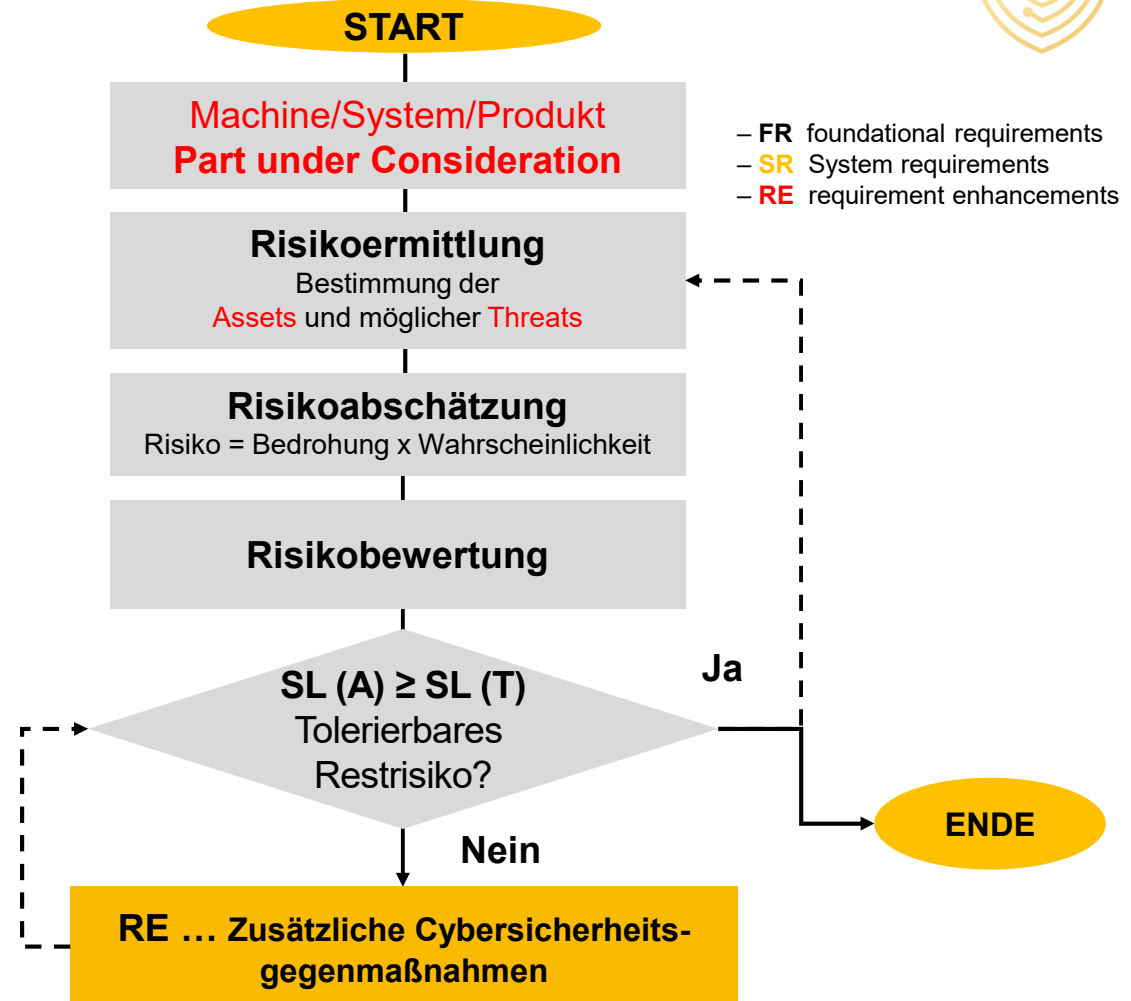 START
Machine/System/Produkt
Part under Consideration
– FR foundational requirements
– SR System requirements
– RE requirement enhancements
Risikoermittlung
Bestimmung der
Assets und möglicher Threats
Risikoabschätzung
Risiko = Bedrohung x Wahrscheinlichkeit
Risikobewertung
SL (A) ≥ SL (T)
Tolerierbares
Restrisiko?
Ja
ENDE
Nein
RE … Zusätzliche Cybersicherheits-
gegenmaßnahmen